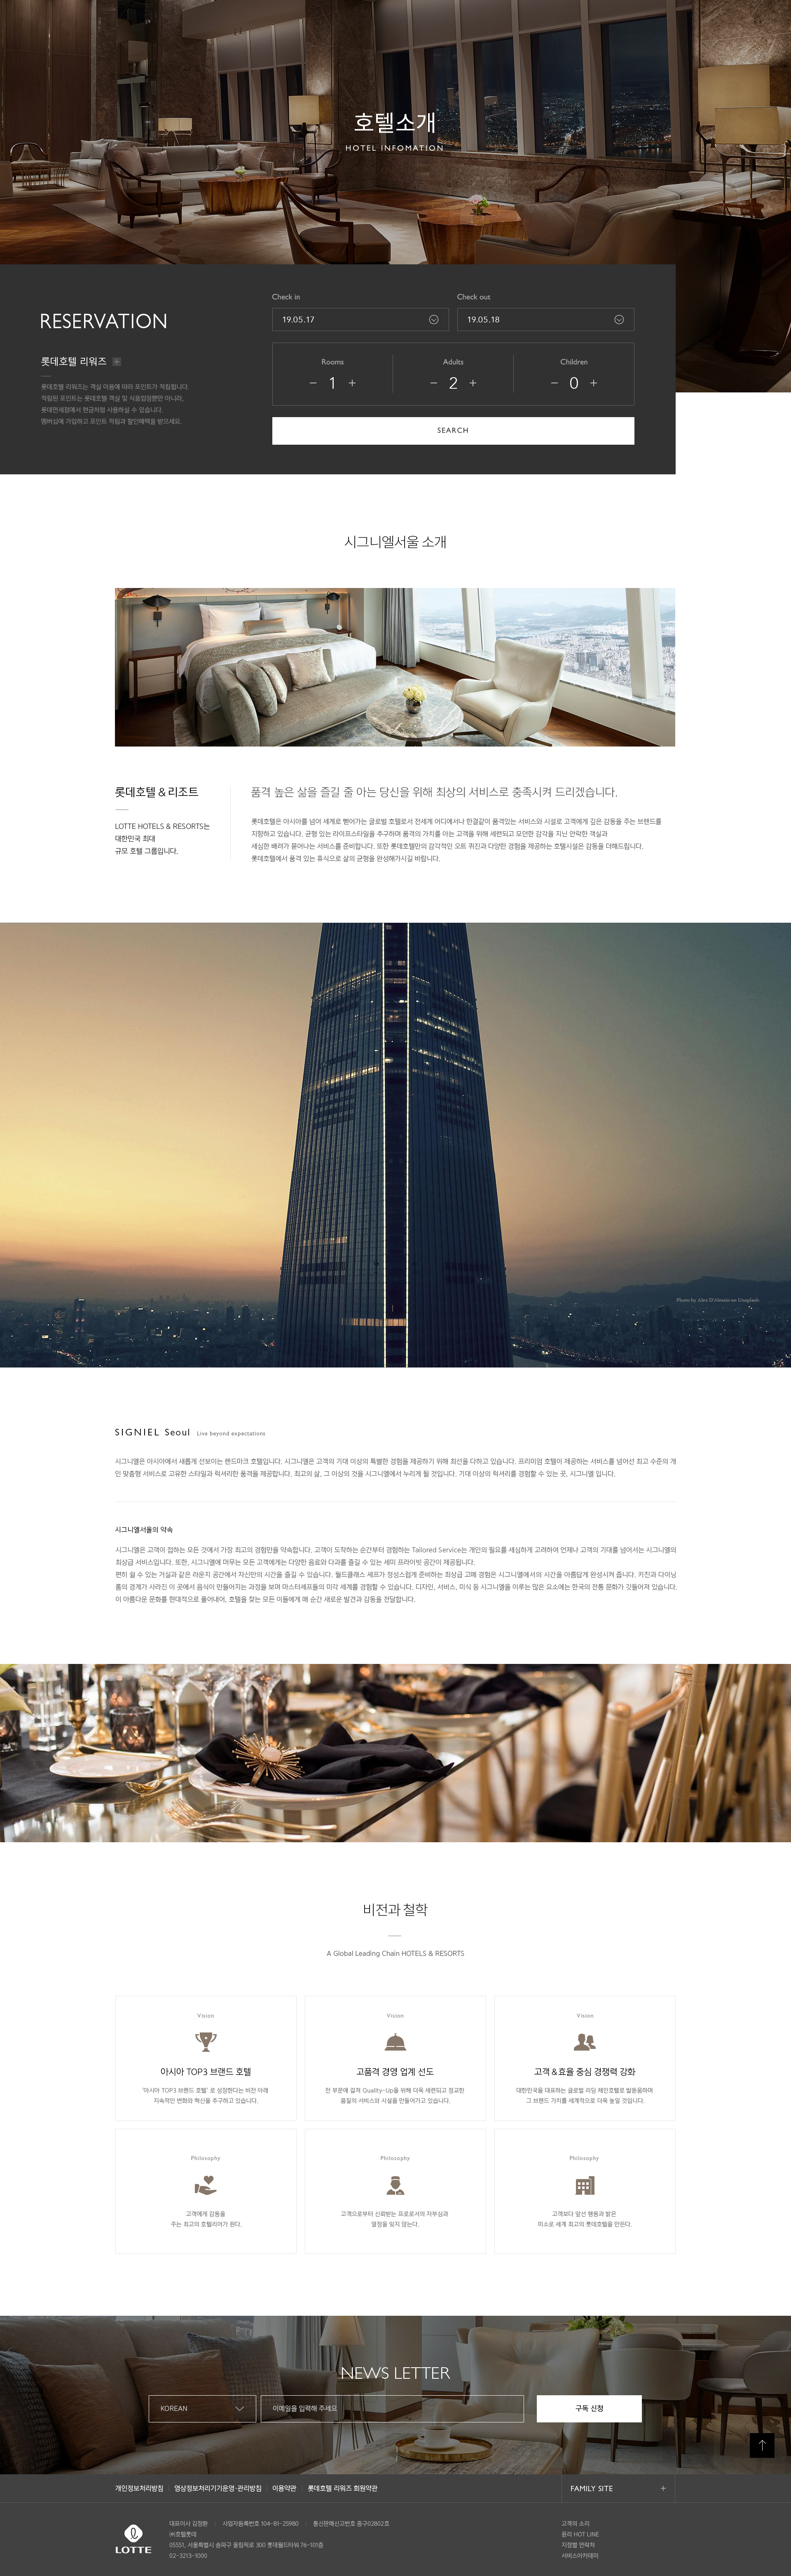 호텔소개
HOTEL INFOMATION
RESERVATION
롯데호텔 리워즈 +
롯데호텔 리워즈는 객실 이용에 따라 포인트가 적립됩니다.
적립된 포인트는 롯데호텔 객실 및 식음업장뿐만 아니라,
롯데면세점에서 현금처럼 사용하실 수 있습니다.
멤버십에 가입하고 포인트 적립과 할인혜택을 받으세요.
Check in
Check out
19.05.17
19.05.18
Rooms
Adults
Children
− 1 +
− 2 +
− 0 +
SEARCH
시그니엘서울 소개
롯데호텔 & 리조트
LOTTE HOTELS & RESORTS는
대한민국 최대
규모 호텔 그룹입니다.
품격 높은 삶을 즐길 줄 아는 당신을 위해 최상의 서비스로 충족시켜 드리겠습니다.
롯데호텔은 아시아를 넘어 세계로 뻗어가는 글로벌 호텔로서 전세계 어디에서나 한결같이 품격있는 서비스와 시설로 고객에게 깊은 감동을 주는 브랜드를
지향하고 있습니다. 균형 있는 라이프스타일을 추구하며 품격의 가치를 아는 고객을 위해 세련되고 모던한 감각을 지닌 안락한 객실과
세심한 배려가 묻어나는 서비스를 준비합니다. 또한 롯데호텔만의 감각적인 오트 퀴진과 다양한 경험을 제공하는 호텔시설은 감동을 더해드립니다.
롯데호텔에서 품격 있는 휴식으로 삶의 균형을 완성해가시길 바랍니다.
Photo by Alex D'Alessio on Unsplash
SIGNIEL Seoul Live beyond expectations
시그니엘은 아시아에서 새롭게 선보이는 랜드마크 호텔입니다. 시그니엘은 고객의 기대 이상의 특별한 경험을 제공하기 위해 최선을 다하고 있습니다. 프리미엄 호텔이 제공하는 서비스를 넘어선 최고 수준의 개
인 맞춤형 서비스로 고유한 스타일과 럭셔리한 품격을 제공합니다. 최고의 삶, 그 이상의 것을 시그니엘에서 누리게 될 것입니다. 기대 이상의 럭셔리를 경험할 수 있는 곳, 시그니엘 입니다.
시그니엘서울의 약속
시그니엘은 고객이 접하는 모든 것에서 가장 최고의 경험만을 약속합니다. 고객이 도착하는 순간부터 경험하는 Tailored Service는 개인의 필요를 세심하게 고려하여 언제나 고객의 기대를 넘어서는 시그니엘의
최상급 서비스입니다. 또한, 시그니엘에 머무는 모든 고객에게는 다양한 음료와 다과를 즐길 수 있는 세미 프라이빗 공간이 제공됩니다.
편히 쉴 수 있는 거실과 같은 라운지 공간에서 자신만의 시간을 즐길 수 있습니다. 월드클래스 셰프가 정성스럽게 준비하는 최상급 고메 경험은 시그니엘에서의 시간을 아름답게 완성시켜 줍니다. 키친과 다이닝
룸의 경계가 사라진 이 곳에서 음식이 만들어지는 과정을 보며 마스터셰프들의 미각 세계를 경험할 수 있습니다. 디자인, 서비스, 미식 등 시그니엘을 이루는 많은 요소에는 한국의 전통 문화가 깃들어져 있습니다.
이 아름다운 문화를 현대적으로 풀어내어, 호텔을 찾는 모든 이들에게 매 순간 새로운 발견과 감동을 전달합니다.
비전과 철학
A Global Leading Chain HOTELS & RESORTS
Vision
아시아 TOP3 브랜드 호텔
'아시아 TOP3 브랜드 호텔' 로 성장한다는 비전 아래
지속적인 변화와 혁신을 추구하고 있습니다.
Vision
고품격 경영 업계 선도
전 부문에 걸쳐 Quality-Up을 위해 더욱 세련되고 정교한
품질의 서비스와 시설을 만들어가고 있습니다.
Vision
고객 & 효율 중심 경쟁력 강화
대한민국을 대표하는 글로벌 리딩 체인호텔로 발돋움하며
그 브랜드 가치를 세계적으로 더욱 높일 것입니다.
Philosophy
고객에게 감동을
주는 최고의 호텔리어가 된다.
Philosophy
고객으로부터 신뢰받는 프로로서의 자부심과
열정을 잊지 않는다.
Philosophy
고객보다 앞선 행동과 밝은
미소로 세계 최고의 롯데호텔을 만든다.
NEWS LETTER
KOREAN
이메일을 입력해 주세요
구독 신청
개인정보처리방침
영상정보처리기기운영·관리방침
이용약관
롯데호텔 리워즈 회원약관
FAMILY SITE +
LOTTE
대표이사 김정환
사업자등록번호 104-81-25980
통신판매신고번호 중구02802호
㈜호텔롯데
05551, 서울특별시 송파구 올림픽로 300 롯데월드타워 76-101층
02-3213-1000
고객의 소리
윤리 HOT LINE
지점별 연락처
서비스아카데미